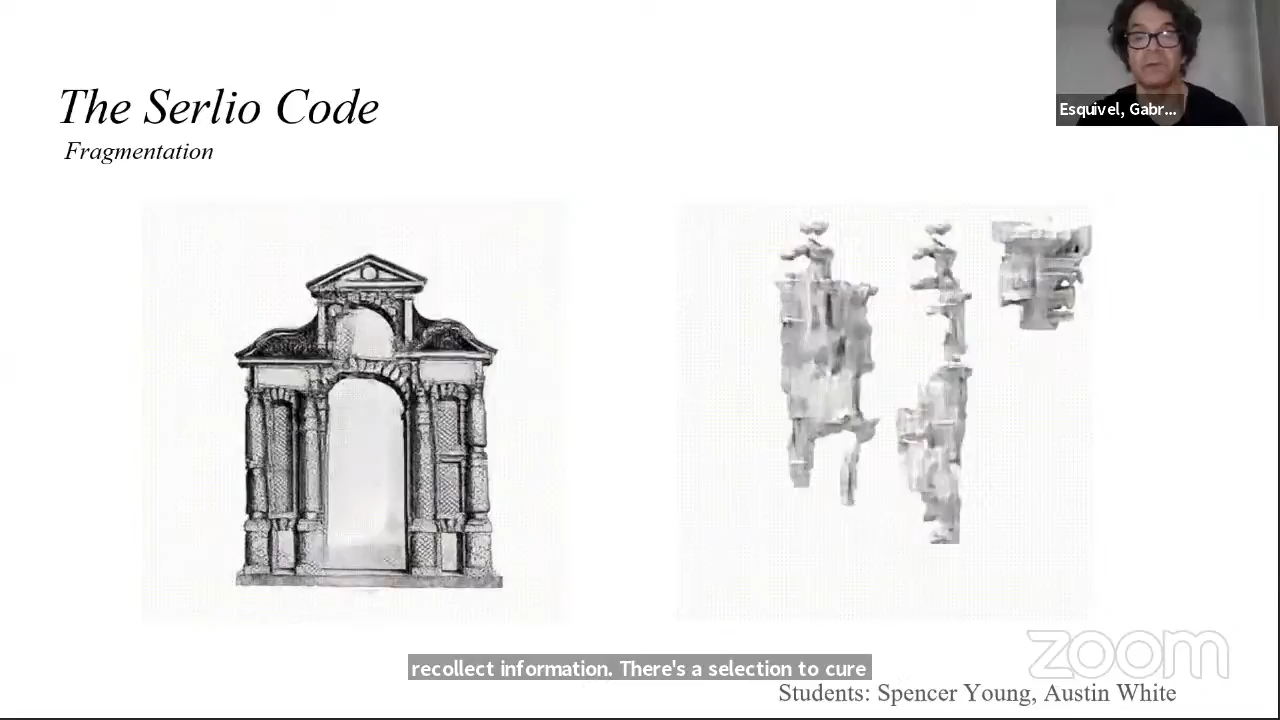 The Serlio Code
Fragmentation
Esquivel, Gabr...
recollect information. There's a selection to cure
zoom
Students: Spencer Young, Austin White